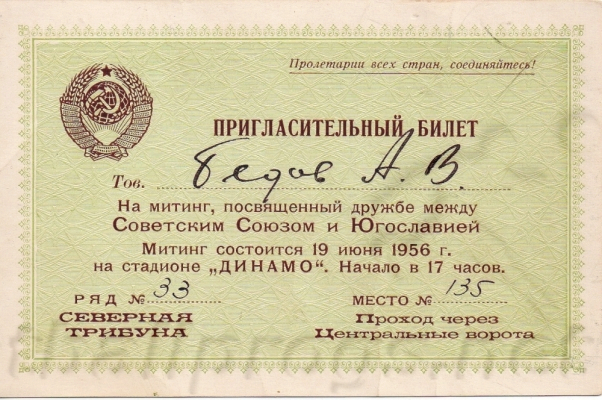 Пролетарии всех стран, соединяйтесь!
ПРИГЛАСИТЕЛЬНЫЙ БИЛЕТ
Тов. Бедов А. В.
На митинг, посвященный дружбе между
Советским Союзом и Югославией
Митинг состоится 19 июня 1956 г.
на стадионе „ДИНАМО“. Начало в 17 часов.
РЯД № 33 МЕСТО № 135
СЕВЕРНАЯ
ТРИБУНА
Проход через
Центральные ворота